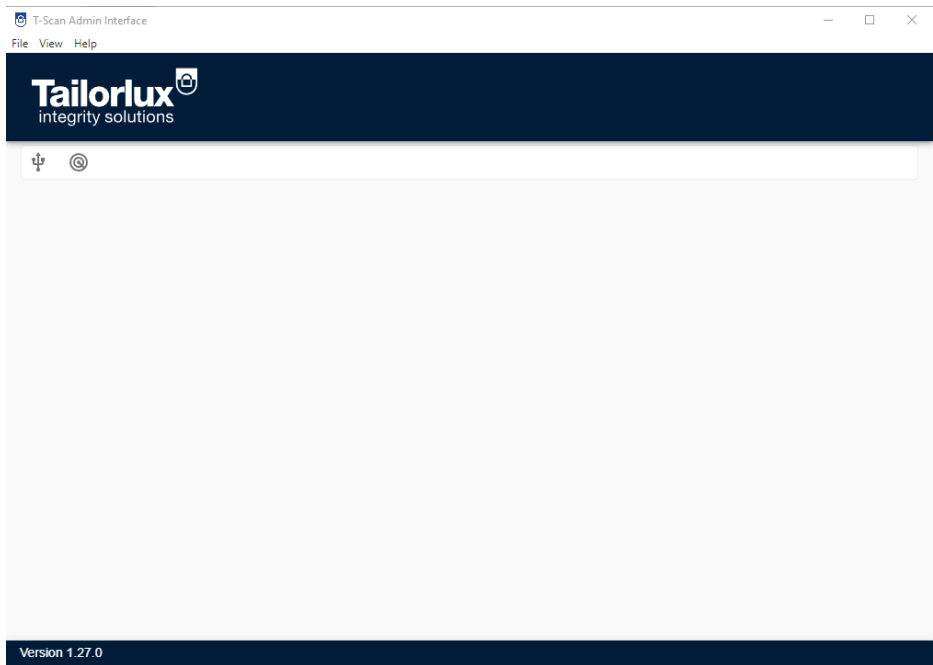 T-Scan Admin Interface
File View Help
Tailorlux
integrity solutions
Version 1.27.0